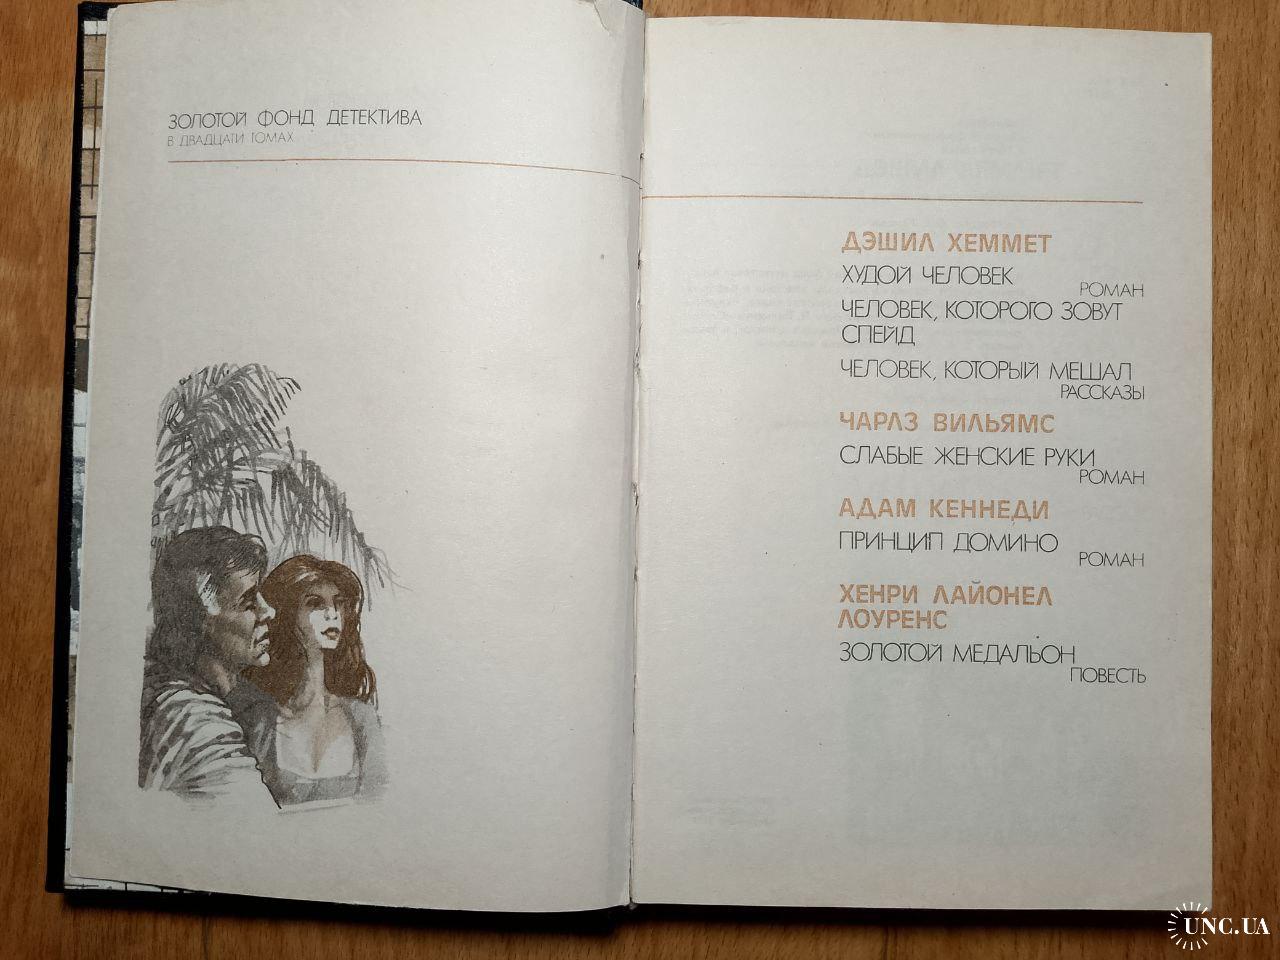 ЗОЛОТОЙ ФОНД ДЕТЕКТИВА
В ДВАДЦАТИ ТОМАХ
ДЭШИЛ ХЕММЕТ
ХУДОЙ ЧЕЛОВЕК
РОМАН
ЧЕЛОВЕК, КОТОРОГО ЗОВУТ
СПЕЙД
ЧЕЛОВЕК, КОТОРЫЙ МЕШАЛ
РАССКАЗЫ
ЧАРЛЗ ВИЛЬЯМС
СЛАБЫЕ ЖЕНСКИЕ РУКИ
РОМАН
АДАМ КЕННЕДИ
ПРИНЦИП ДОМИНО
РОМАН
ХЕНРИ ЛАЙОНЕЛ
ЛОУРЕНС
ЗОЛОТОЙ МЕДАЛЬОН
ПОВЕСТЬ
UNC.UA